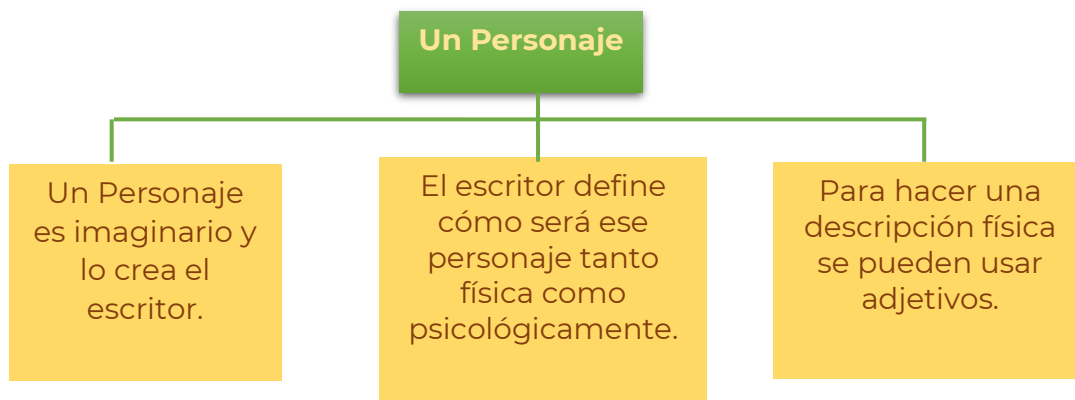 Un Personaje
Un Personaje
es imaginario y
lo crea el
escritor.
El escritor define
cómo será ese
personaje tanto
física como
psicológicamente.
Para hacer una
descripción física
se pueden usar
adjetivos.